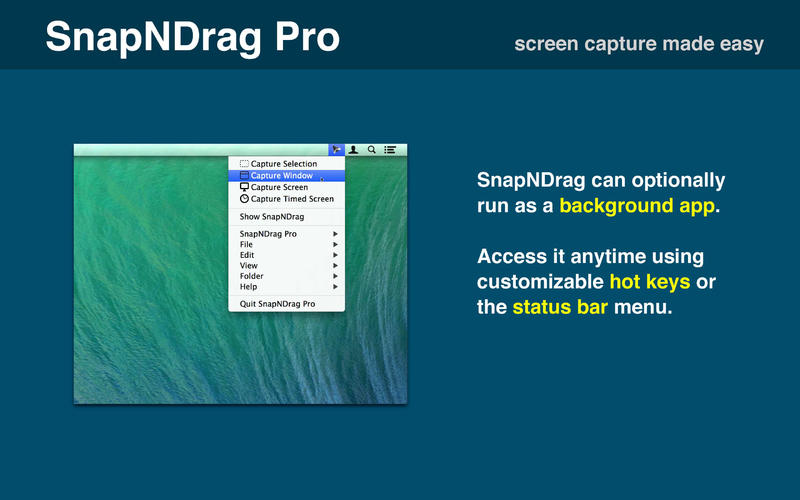 SnapNDrag Pro
screen capture made easy
Capture Selection
Capture Window
Capture Screen
Capture Timed Screen
Show SnapNDrag
SnapNDrag Pro
File
Edit
View
Folder
Help
Quit SnapNDrag Pro
SnapNDrag can optionally
run as a background app.
Access it anytime using
customizable hot keys or
the status bar menu.